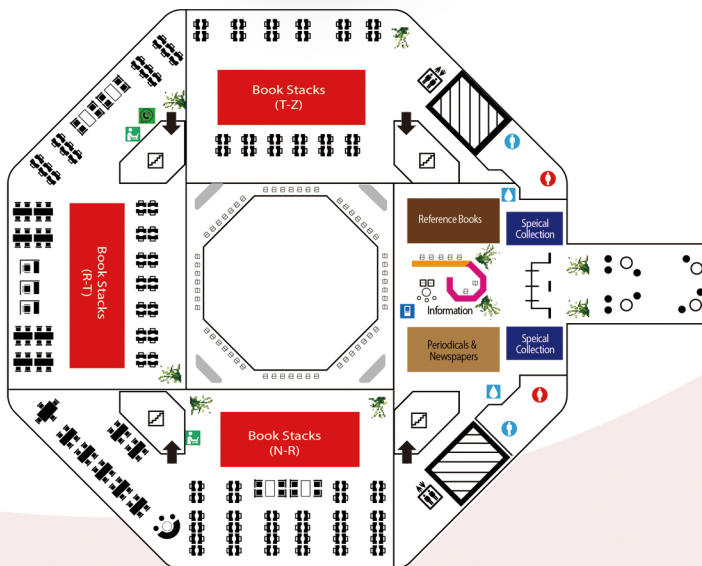 Book Stacks
(T-Z)
Reference Books
Speical
Collection
Book Stacks
(R-T)
Information
Periodicals &
Newspapers
Speical
Collection
Book Stacks
(N-R)